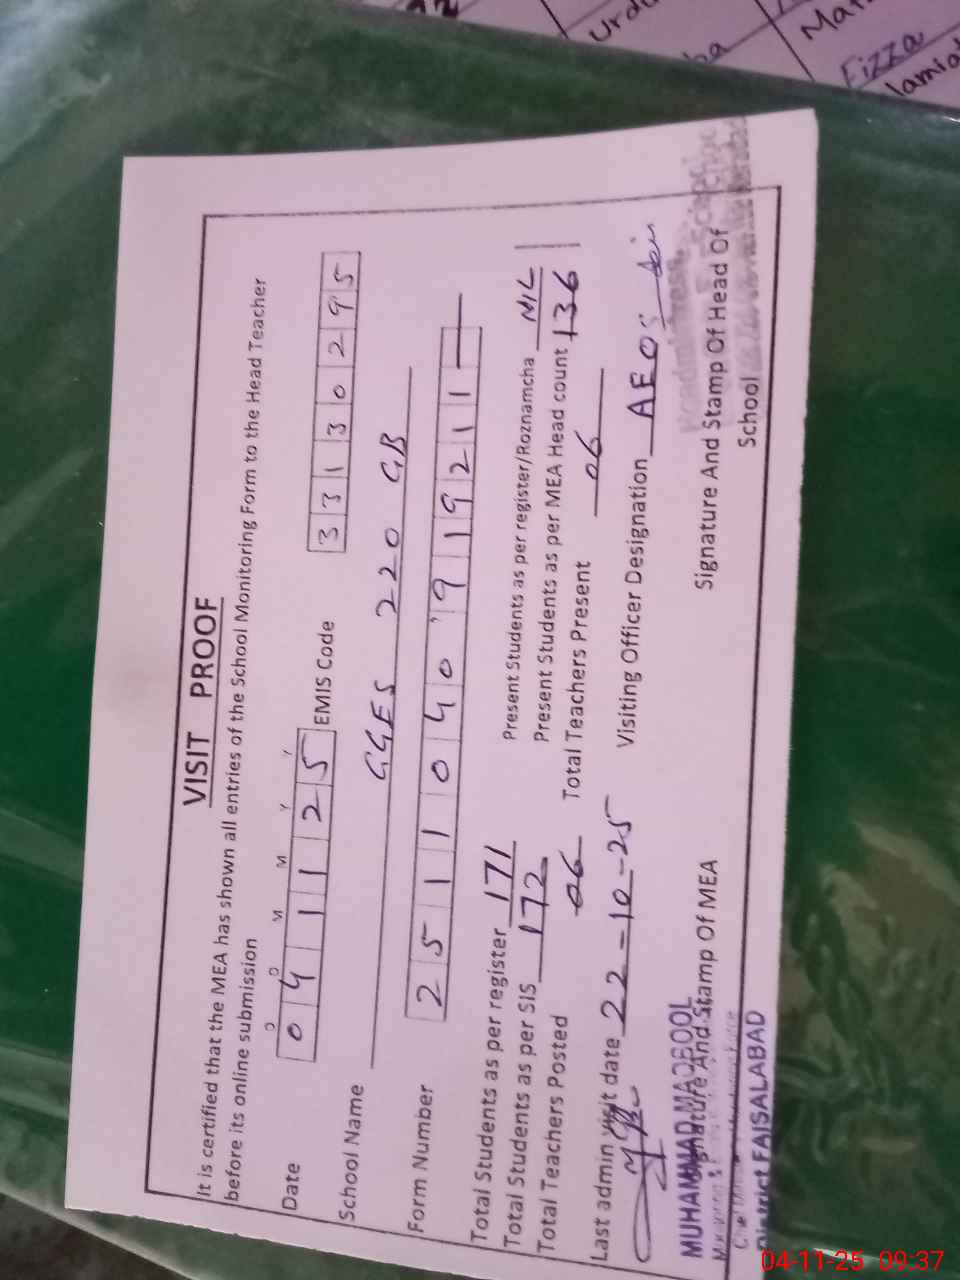 VISIT PROOF
It is certified that the MEA has shown all entries of the School Monitoring Form to the Head Teacher
before its online submission
D D M M Y Y
Date 0 4 1 1 2 5 EMIS Code 3 3 1 3 0 2 9 5
School Name GGES 220 GB
Form Number 2 5 1 1 0 4 0 9 1 9 2 1 1
Total Students as per register 171 Present Students as per register/Roznamcha NIL
Total Students as per SIS 172 Present Students as per MEA Head count 136
Total Teachers Posted 06 Total Teachers Present 06
Last admin visit date 22-10-25 Visiting Officer Designation AEO
Signature And Stamp Of MEA Signature And Stamp Of Head Of
School
MUHAMMAD MAQBOOL
District FAISALABAD
Urdu
Fizza
04-11-25 09:37